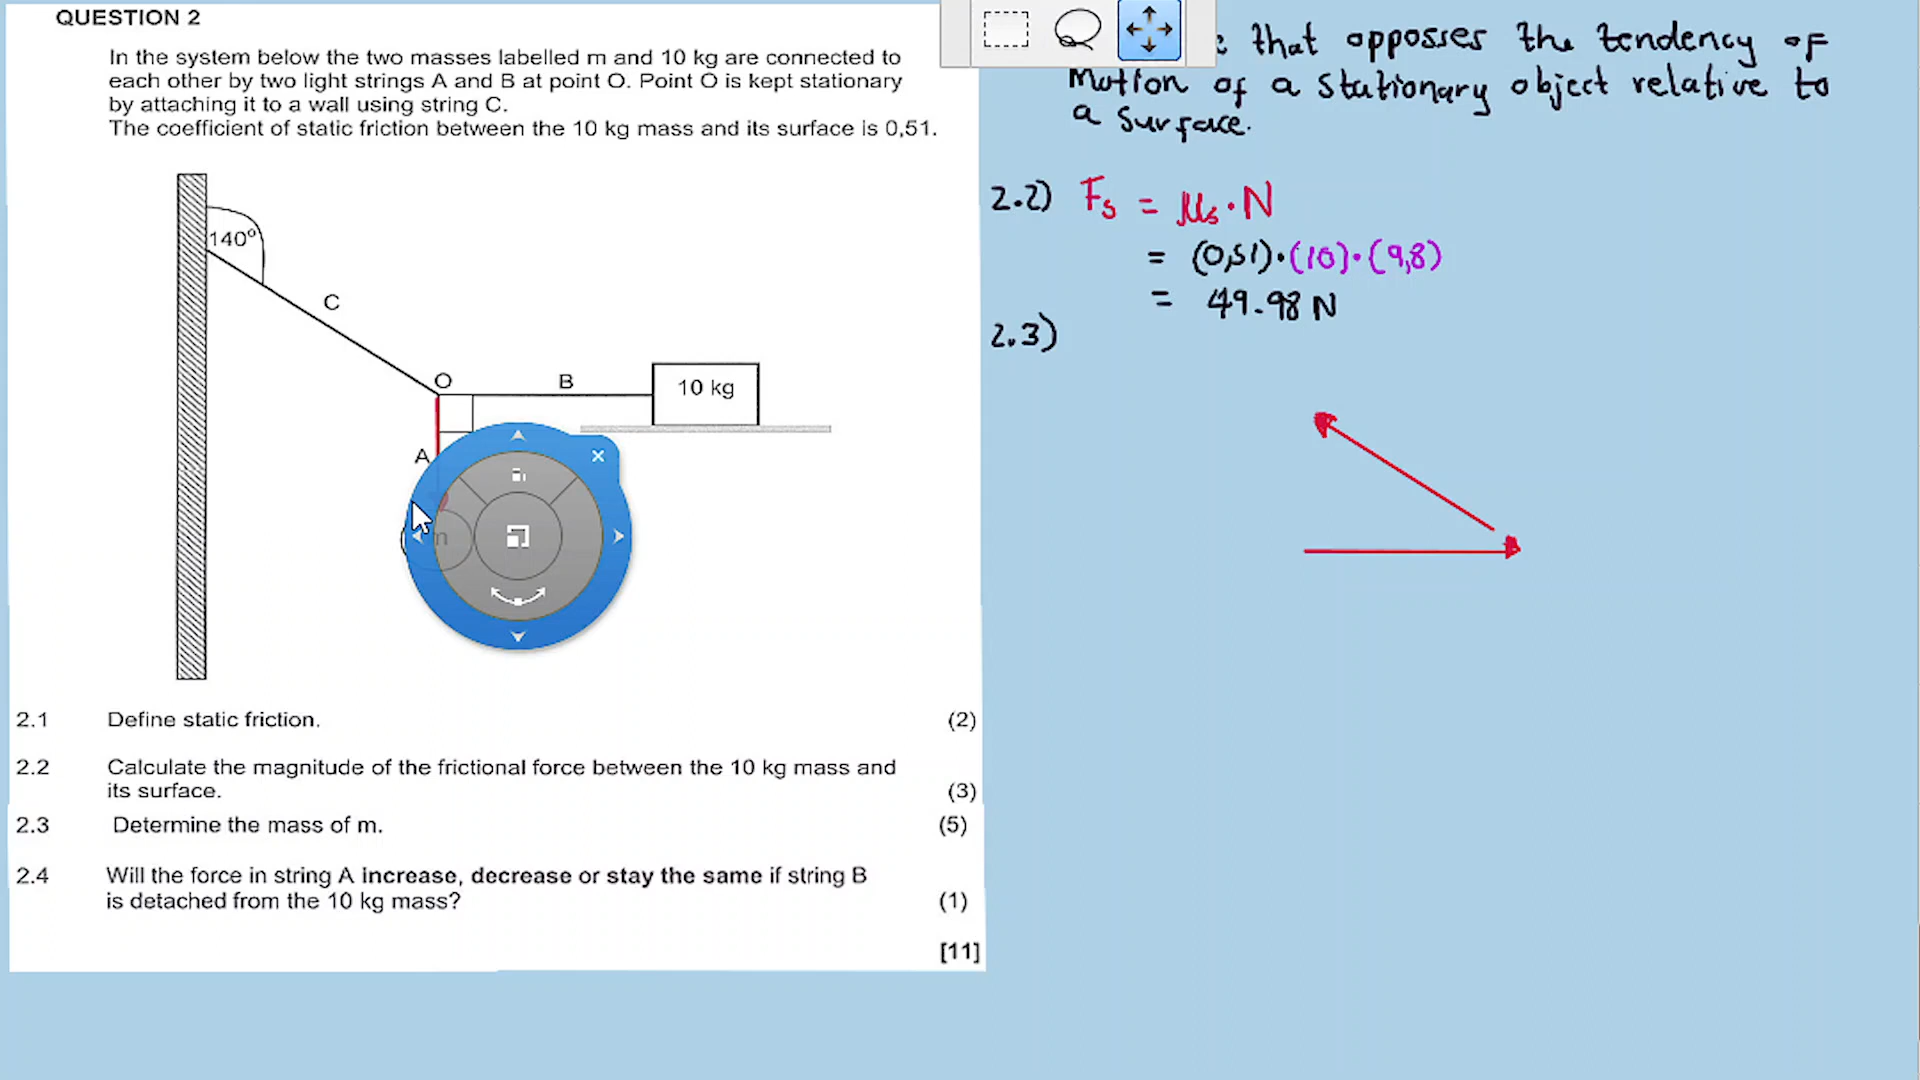 QUESTION 2
In the system below the two masses labelled m and 10 kg are connected to
each other by two light strings A and B at point O. Point O is kept stationary
by attaching it to a wall using string C.
The coefficient of static friction between the 10 kg mass and its surface is 0,51.
140°
C
O
B
10 kg
A
m
2.1 Define static friction. (2)
2.2 Calculate the magnitude of the frictional force between the 10 kg mass and
its surface. (3)
2.3 Determine the mass of m. (5)
2.4 Will the force in string A increase, decrease or stay the same if string B
is detached from the 10 kg mass? (1)
[11]
that opposses the tendency of
motion of a stationary object relative to
a surface.
2.2) Fs = μs · N
= (0,51)·(10)·(9,8)
= 49.98 N
2.3)